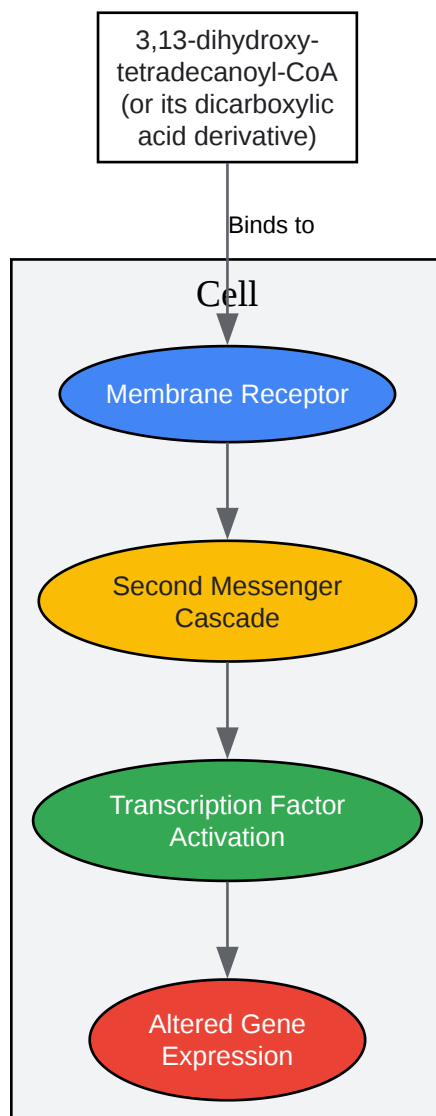 3,13-dihydroxy-
tetradecanoyl-CoA
(or its dicarboxylic
acid derivative)
Binds to
Cell
Membrane Receptor
Second Messenger
Cascade
Transcription Factor
Activation
Altered Gene
Expression